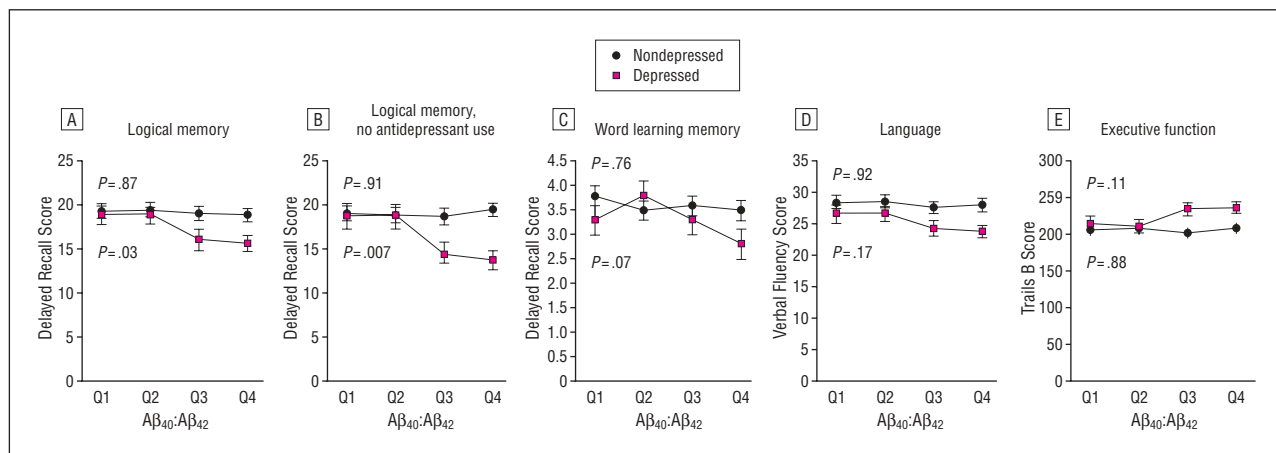 Nondepressed
Depressed
A
Logical memory
Delayed Recall Score
25
20
15
10
5
0
P = .87
P = .03
Q1 Q2 Q3 Q4
Aβ40:Aβ42
B
Logical memory,
no antidepressant use
Delayed Recall Score
25
20
15
10
5
0
P = .91
P = .007
Q1 Q2 Q3 Q4
Aβ40:Aβ42
C
Word learning memory
Delayed Recall Score
4.5
4.0
3.5
3.0
2.5
2.0
1.5
1.0
0.5
0
P = .76
P = .07
Q1 Q2 Q3 Q4
Aβ40:Aβ42
D
Language
Verbal Fluency Score
35
30
25
20
15
10
5
0
P = .92
P = .17
Q1 Q2 Q3 Q4
Aβ40:Aβ42
E
Executive function
Trails B Score
300
250
200
150
100
50
0
P = .11
P = .88
Q1 Q2 Q3 Q4
Aβ40:Aβ42